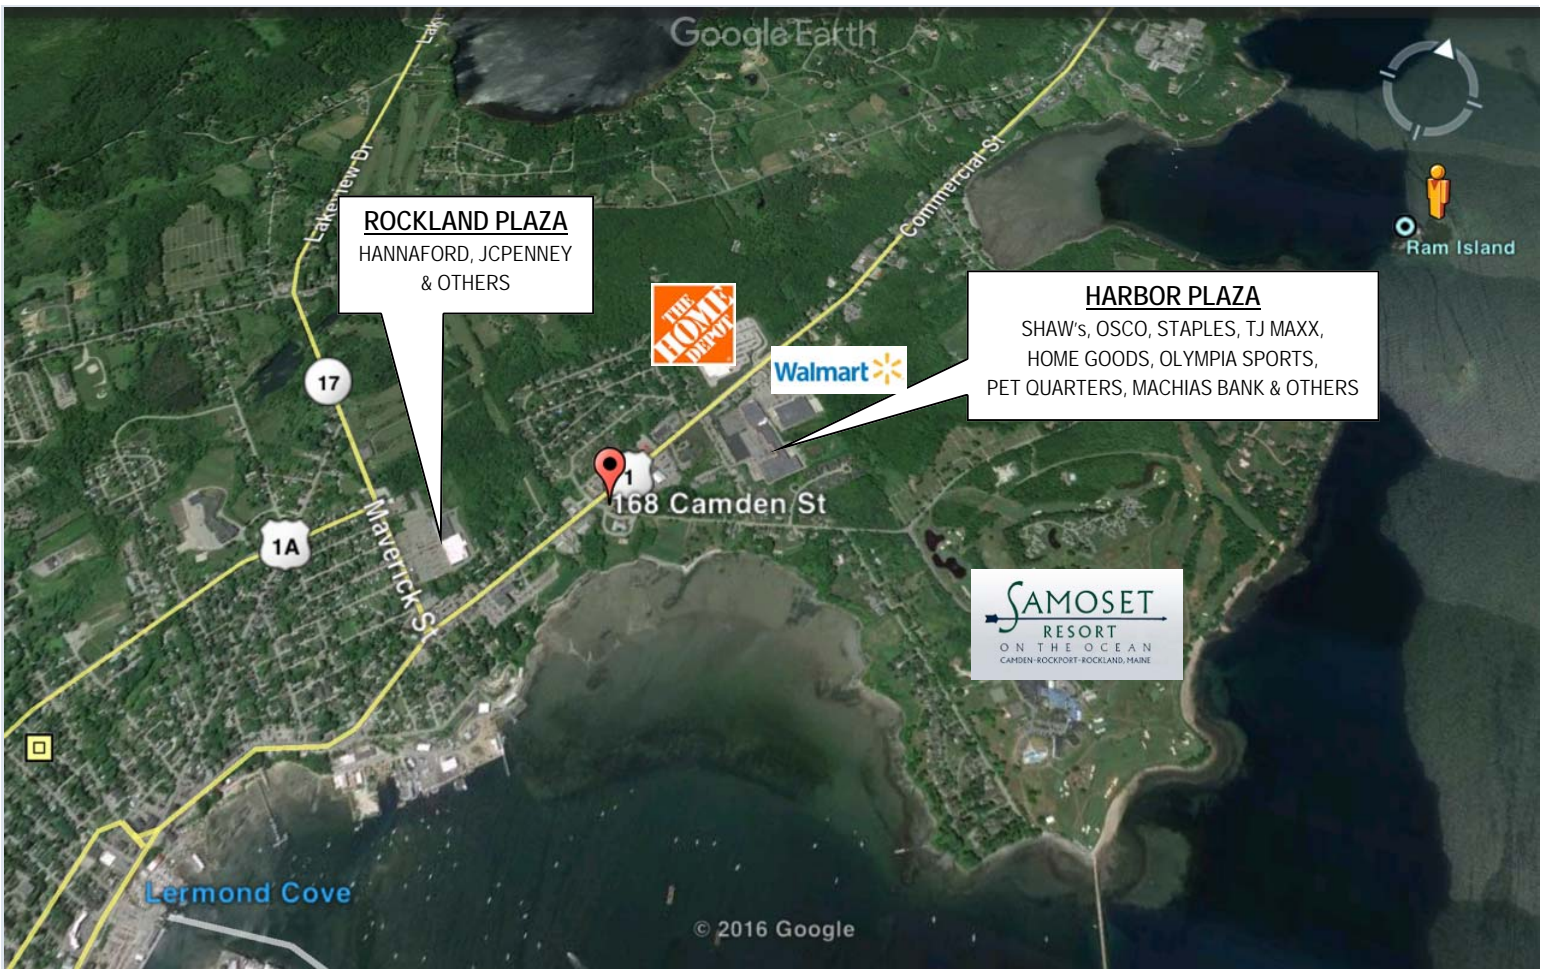 Google Earth
Lak
Lakeview Dr
Commercial St
Ram Island
ROCKLAND PLAZA
HANNAFORD, JCPENNEY
& OTHERS
THE
HOME
DEPOT
HARBOR PLAZA
SHAW's, OSCO, STAPLES, TJ MAXX,
HOME GOODS, OLYMPIA SPORTS,
PET QUARTERS, MACHIAS BANK & OTHERS
Walmart
17
1
168 Camden St
1A
Maverick St
SAMOSET
RESORT
ON THE OCEAN
CAMDEN-ROCKPORT-ROCKLAND, MAINE
Lermond Cove
© 2016 Google